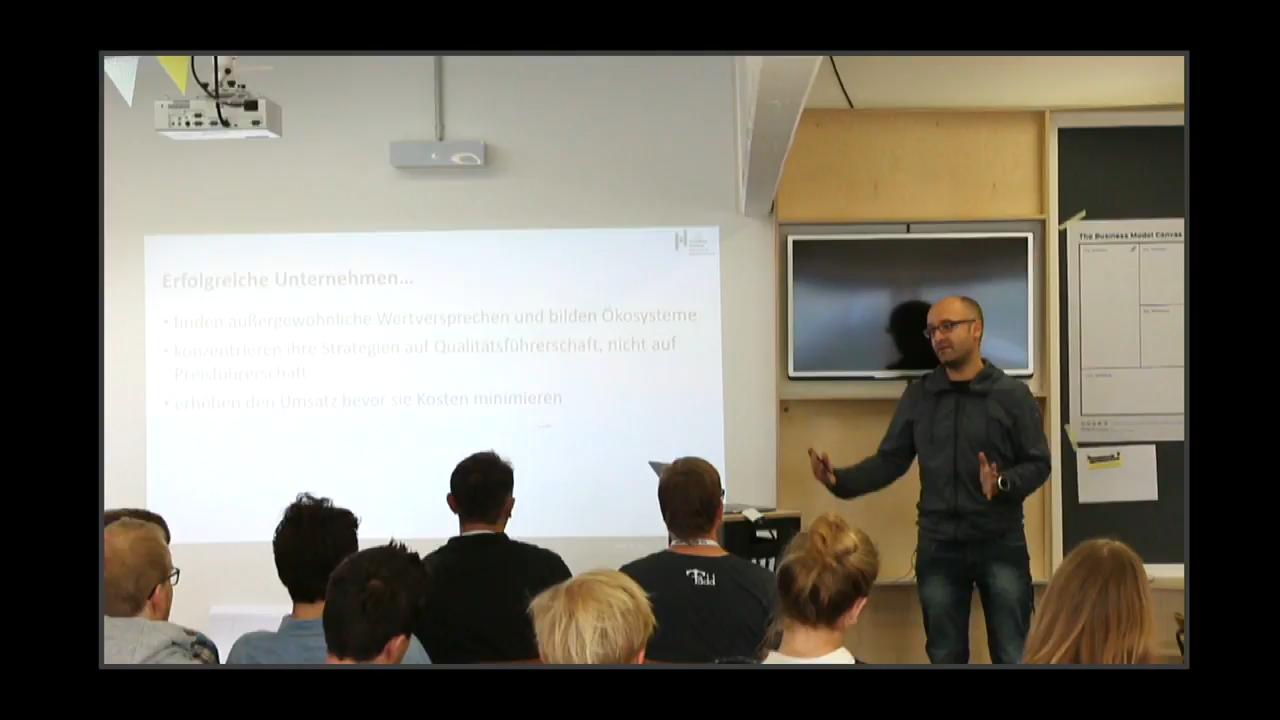 Erfolgreiche Unternehmen...
• finden außergewöhnliche Wertversprechen und bilden Ökosysteme
• konzentrieren ihre Strategien auf Qualitätsführerschaft, nicht auf
Preisführerschaft
• erhöhen den Umsatz bevor sie Kosten minimieren
The Business Model Canvas
Tädd